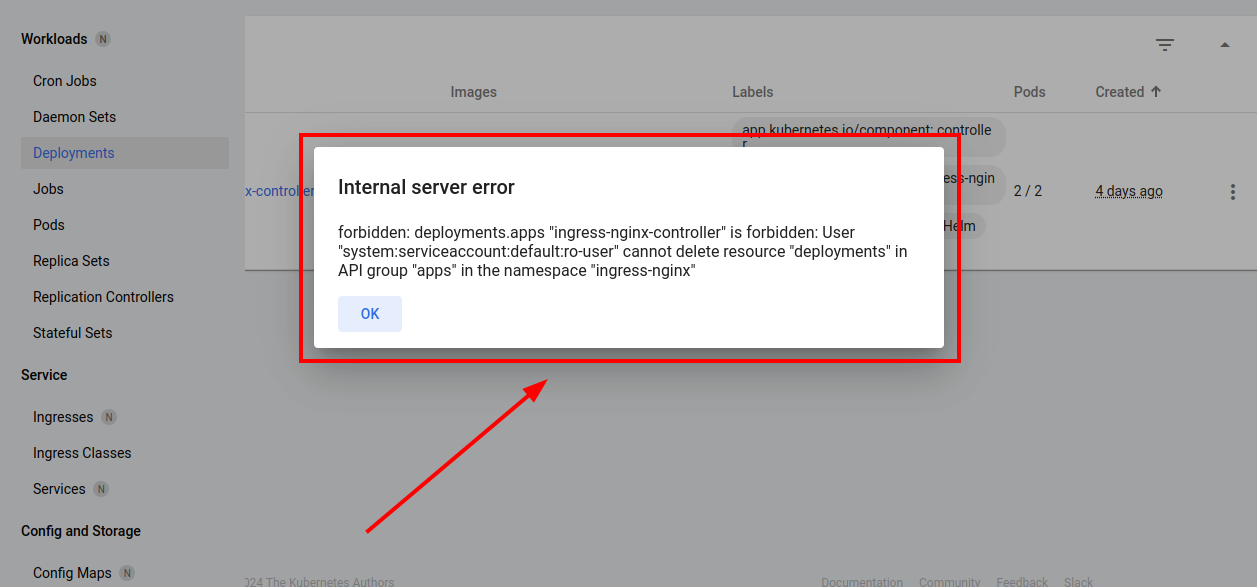 Workloads N
Cron Jobs
Daemon Sets
Deployments
Jobs
Pods
Replica Sets
Replication Controllers
Stateful Sets
Service
Ingresses N
Ingress Classes
Services N
Config and Storage
Config Maps N
Images Labels Pods Created
app.kubernetes.io/component: controlle
r
x-controller
ess-ngin
2 / 2
4 days ago
Helm
Internal server error
forbidden: deployments.apps "ingress-nginx-controller" is forbidden: User
"system:serviceaccount:default:ro-user" cannot delete resource "deployments" in
API group "apps" in the namespace "ingress-nginx"
OK
024 The Kubernetes Authors
Documentation Community Feedback Slack